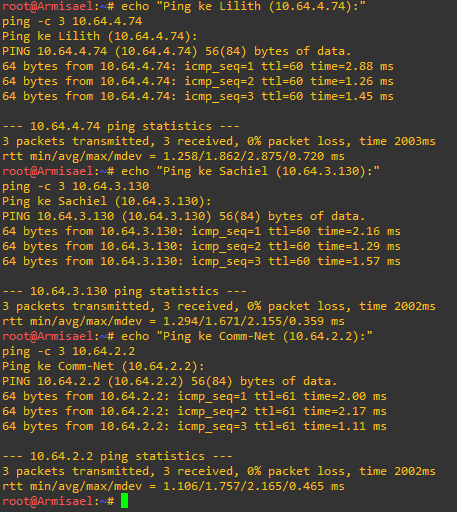 root@Armisael:~# echo "Ping ke Lilith (10.64.4.74):"
ping -c 3 10.64.4.74
Ping ke Lilith (10.64.4.74):
PING 10.64.4.74 (10.64.4.74) 56(84) bytes of data.
64 bytes from 10.64.4.74: icmp_seq=1 ttl=60 time=2.88 ms
64 bytes from 10.64.4.74: icmp_seq=2 ttl=60 time=1.26 ms
64 bytes from 10.64.4.74: icmp_seq=3 ttl=60 time=1.45 ms

--- 10.64.4.74 ping statistics ---
3 packets transmitted, 3 received, 0% packet loss, time 2003ms
rtt min/avg/max/mdev = 1.258/1.862/2.875/0.720 ms
root@Armisael:~# echo "Ping ke Sachiel (10.64.3.130):"
ping -c 3 10.64.3.130
Ping ke Sachiel (10.64.3.130):
PING 10.64.3.130 (10.64.3.130) 56(84) bytes of data.
64 bytes from 10.64.3.130: icmp_seq=1 ttl=60 time=2.16 ms
64 bytes from 10.64.3.130: icmp_seq=2 ttl=60 time=1.29 ms
64 bytes from 10.64.3.130: icmp_seq=3 ttl=60 time=1.57 ms

--- 10.64.3.130 ping statistics ---
3 packets transmitted, 3 received, 0% packet loss, time 2002ms
rtt min/avg/max/mdev = 1.294/1.671/2.155/0.359 ms
root@Armisael:~# echo "Ping ke Comm-Net (10.64.2.2):"
ping -c 3 10.64.2.2
Ping ke Comm-Net (10.64.2.2):
PING 10.64.2.2 (10.64.2.2) 56(84) bytes of data.
64 bytes from 10.64.2.2: icmp_seq=1 ttl=61 time=2.00 ms
64 bytes from 10.64.2.2: icmp_seq=2 ttl=61 time=2.17 ms
64 bytes from 10.64.2.2: icmp_seq=3 ttl=61 time=1.11 ms

--- 10.64.2.2 ping statistics ---
3 packets transmitted, 3 received, 0% packet loss, time 2002ms
rtt min/avg/max/mdev = 1.106/1.757/2.165/0.465 ms
root@Armisael:~#